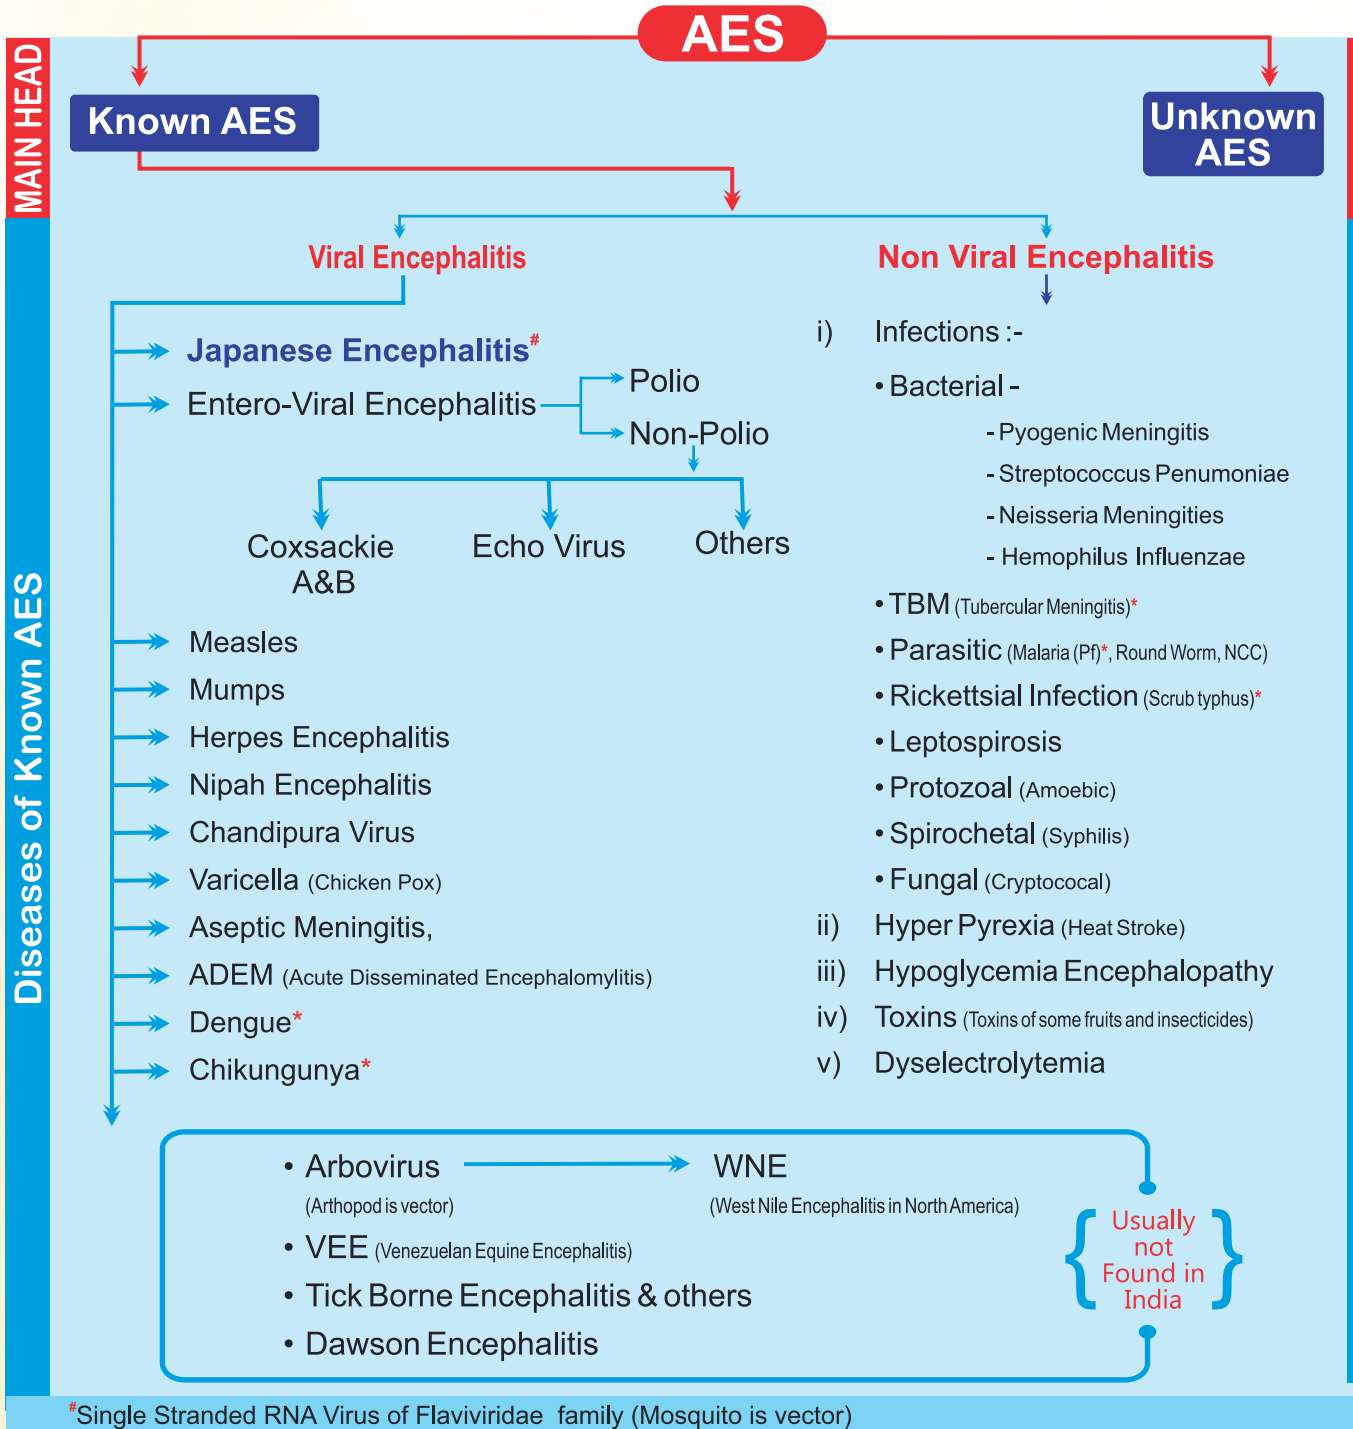 AES
MAIN HEAD
Known AES
Unknown
AES
Diseases of Known AES
Viral Encephalitis
Japanese Encephalitis#
Entero-Viral Encephalitis
Polio
Non-Polio
Coxsackie
A&B
Echo Virus
Others
Measles
Mumps
Herpes Encephalitis
Nipah Encephalitis
Chandipura Virus
Varicella (Chicken Pox)
Aseptic Meningitis,
ADEM (Acute Disseminated Encephalomylitis)
Dengue*
Chikungunya*
Non Viral Encephalitis
i) Infections :-
• Bacterial -
- Pyogenic Meningitis
- Streptococcus Penumoniae
- Neisseria Meningities
- Hemophilus Influenzae
• TBM (Tubercular Meningitis)*
• Parasitic (Malaria (Pf)*, Round Worm, NCC)
• Rickettsial Infection (Scrub typhus)*
• Leptospirosis
• Protozoal (Amoebic)
• Spirochetal (Syphilis)
• Fungal (Cryptococal)
ii) Hyper Pyrexia (Heat Stroke)
iii) Hypoglycemia Encephalopathy
iv) Toxins (Toxins of some fruits and insecticides)
v) Dyselectrolytemia
• Arbovirus
(Arthopod is vector)
WNE
(West Nile Encephalitis in North America)
• VEE (Venezuelan Equine Encephalitis)
• Tick Borne Encephalitis & others
• Dawson Encephalitis
{ Usually
not
Found in
India }
#Single Stranded RNA Virus of Flaviviridae family (Mosquito is vector)